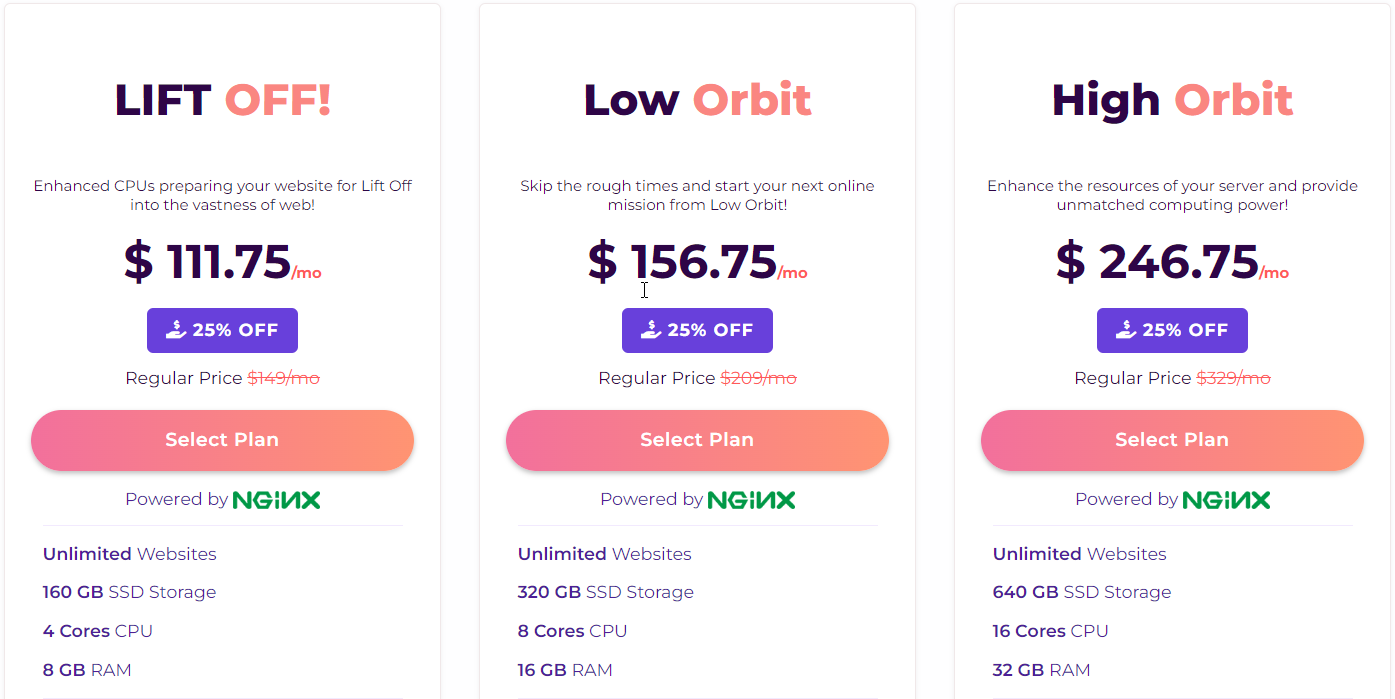 LIFT OFF!
Enhanced CPUs preparing your website for Lift Off
into the vastness of web!
$ 111.75/mo
25% OFF
Regular Price $149/mo
Select Plan
Powered by NGINX
Unlimited Websites
160 GB SSD Storage
4 Cores CPU
8 GB RAM
Low Orbit
Skip the rough times and start your next online
mission from Low Orbit!
$ 156.75/mo
25% OFF
Regular Price $209/mo
Select Plan
Powered by NGINX
Unlimited Websites
320 GB SSD Storage
8 Cores CPU
16 GB RAM
High Orbit
Enhance the resources of your server and provide
unmatched computing power!
$ 246.75/mo
25% OFF
Regular Price $329/mo
Select Plan
Powered by NGINX
Unlimited Websites
640 GB SSD Storage
16 Cores CPU
32 GB RAM